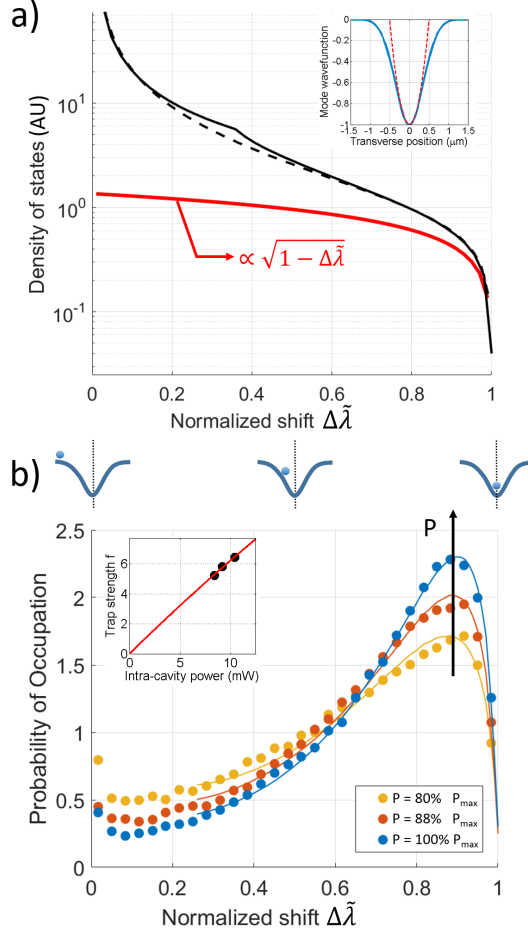 a)
Density of states (AU)
10¹
10⁰
10⁻¹
0 0.2 0.4 0.6 0.8 1
Normalized shift Δλ̃
∝ √1 − Δλ̃
Mode wavefunction
0
-0.2
-0.4
-0.6
-0.8
-1
-1.5 -1 -0.5 0 0.5 1 1.5
Transverse position (μm)
b)
Probability of Occupation
2.5
2
1.5
1
0.5
0
0 0.2 0.4 0.6 0.8 1
Normalized shift Δλ̃
P
Trap strength f
6
4
2
0
0 5 10
Intra-cavity power (mW)
P = 80% Pmax
P = 88% Pmax
P = 100% Pmax